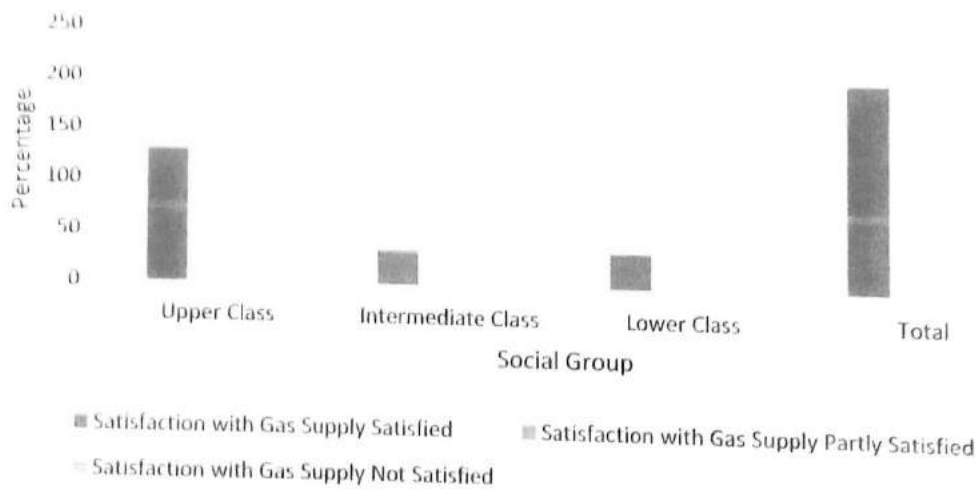 250
200
150
100
50
0
Percentage
Upper Class
Intermediate Class
Lower Class
Total
Social Group
Satisfaction with Gas Supply Satisfied
Satisfaction with Gas Supply Partly Satisfied
Satisfaction with Gas Supply Not Satisfied